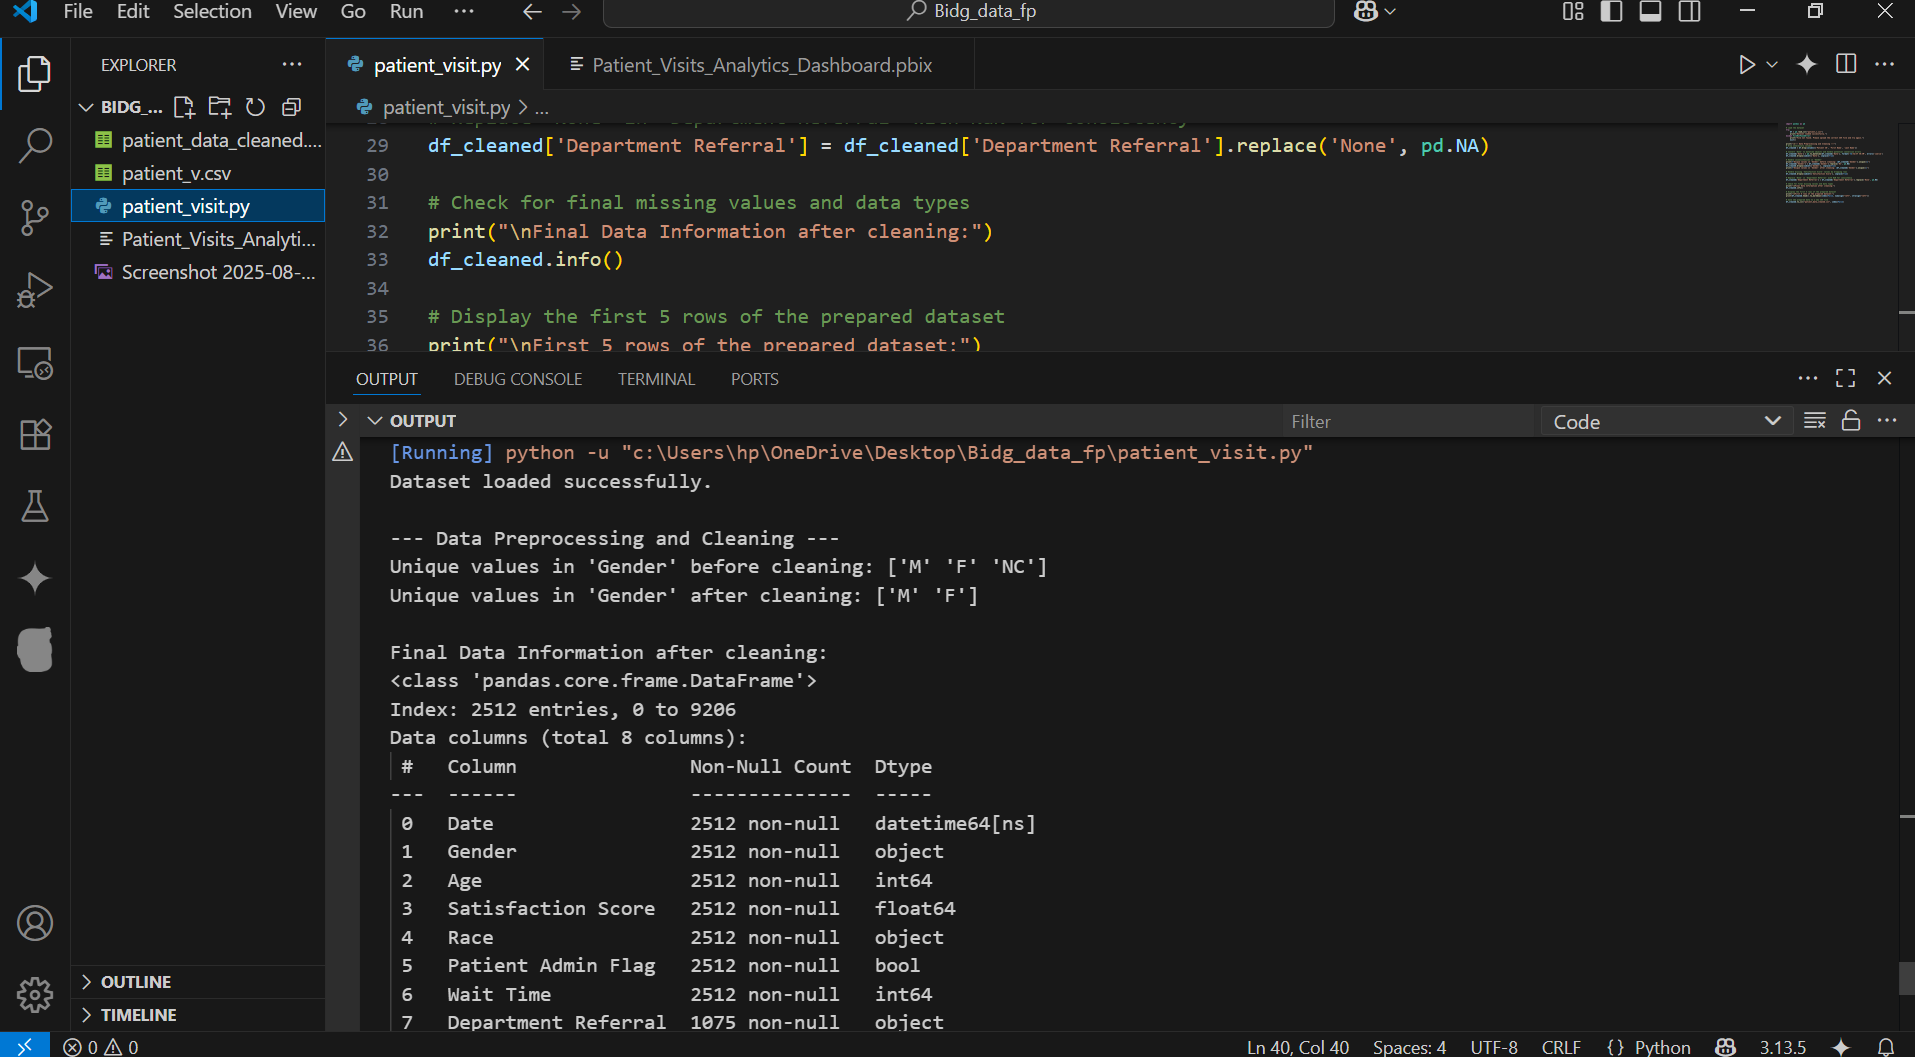 File Edit Selection View Go Run ... Bidg_data_fp
EXPLORER ...
BIDG_...
patient_data_cleaned....
patient_v.csv
patient_visit.py
Patient_Visits_Analyti...
Screenshot 2025-08-...
OUTLINE
TIMELINE
patient_visit.py Patient_Visits_Analytics_Dashboard.pbix
patient_visit.py > ...
29 df_cleaned['Department Referral'] = df_cleaned['Department Referral'].replace('None', pd.NA)
30
31 # Check for final missing values and data types
32 print("\nFinal Data Information after cleaning:")
33 df_cleaned.info()
34
35 # Display the first 5 rows of the prepared dataset
36 print("\nFirst 5 rows of the prepared dataset:")
OUTPUT DEBUG CONSOLE TERMINAL PORTS
OUTPUT Filter Code
[Running] python -u "c:\Users\hp\OneDrive\Desktop\Bidg_data_fp\patient_visit.py"
Dataset loaded successfully.
--- Data Preprocessing and Cleaning ---
Unique values in 'Gender' before cleaning: ['M' 'F' 'NC']
Unique values in 'Gender' after cleaning: ['M' 'F']
Final Data Information after cleaning:
<class 'pandas.core.frame.DataFrame'>
Index: 2512 entries, 0 to 9206
Data columns (total 8 columns):
# Column Non-Null Count Dtype
--- ------ -------------- -----
0 Date 2512 non-null datetime64[ns]
1 Gender 2512 non-null object
2 Age 2512 non-null int64
3 Satisfaction Score 2512 non-null float64
4 Race 2512 non-null object
5 Patient Admin Flag 2512 non-null bool
6 Wait Time 2512 non-null int64
7 Department Referral 1075 non-null object
0 0 Ln 40, Col 40 Spaces: 4 UTF-8 CRLF {} Python 3.13.5